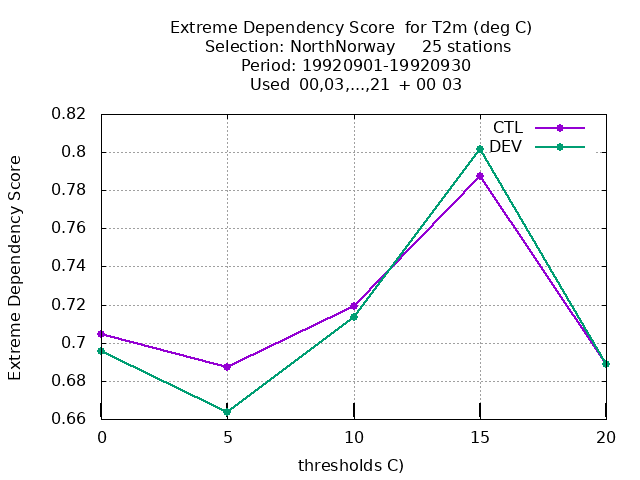 Extreme Dependency Score  for T2m (deg C)
Selection: NorthNorway     25 stations
Period: 19920901-19920930
Used  00,03,...,21  + 00 03
CTL
DEV
Extreme Dependency Score
0.82
0.8
0.78
0.76
0.74
0.72
0.7
0.68
0.66
0
5
10
15
20
thresholds C)